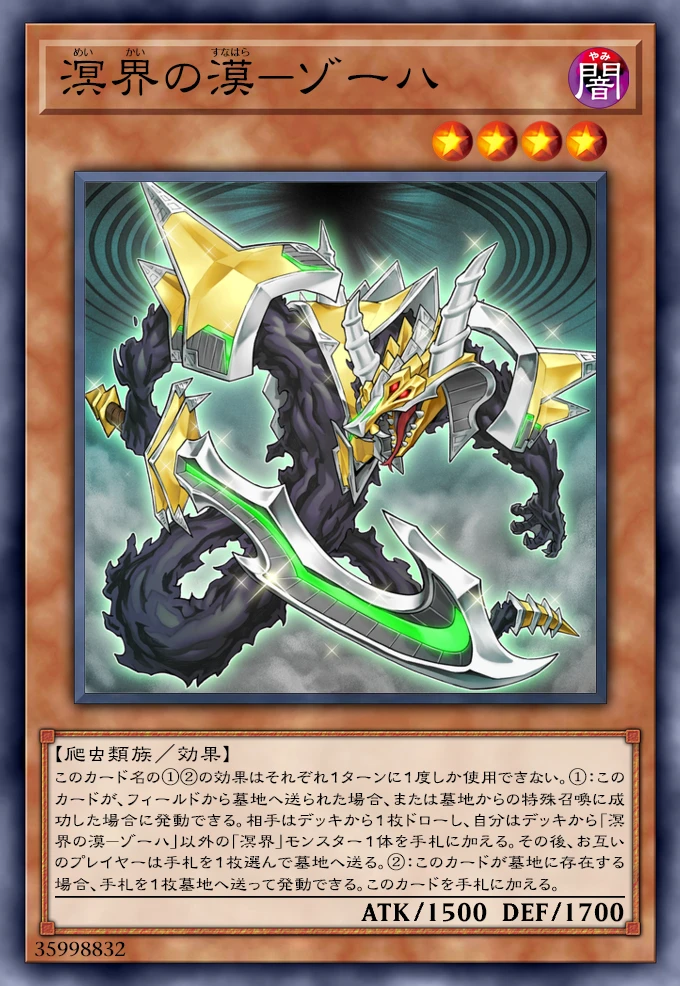 めい かい すなはら
溟界の漠－ゾーハ
やみ
闇
【爬虫類族／効果】
このカード名の①②の効果はそれぞれ１ターンに１度しか使用できない。①：この
カードが、フィールドから墓地へ送られた場合、または墓地からの特殊召喚に成
功した場合に発動できる。相手はデッキから１枚ドローし、自分はデッキから「溟
界の漠－ゾーハ」以外の「溟界」モンスター１体を手札に加える。その後、お互い
のプレイヤーは手札を１枚選んで墓地へ送る。②：このカードが墓地に存在する
場合、手札を１枚墓地へ送って発動できる。このカードを手札に加える。
ATK/1500 DEF/1700
35998832